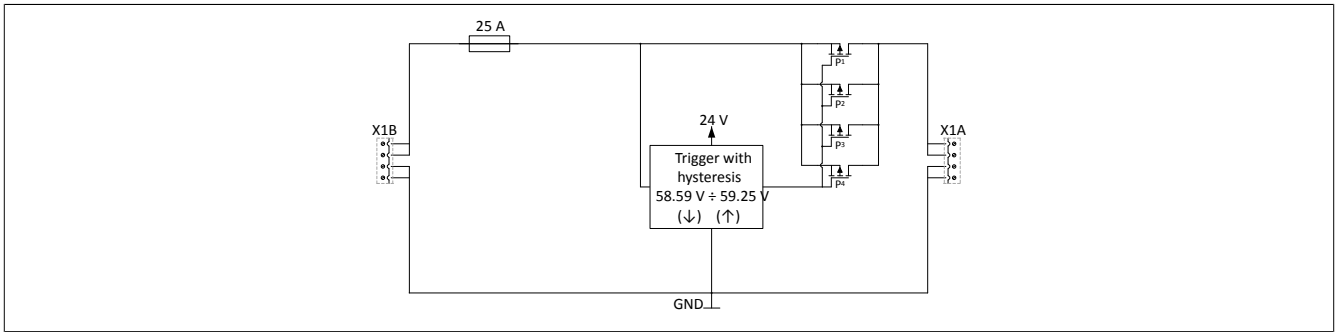 25 A
P1
P2
X1B
24 V
X1A
P3
Trigger with
hysteresis
P4
58.59 V ÷ 59.25 V
(↓) (↑)
GND